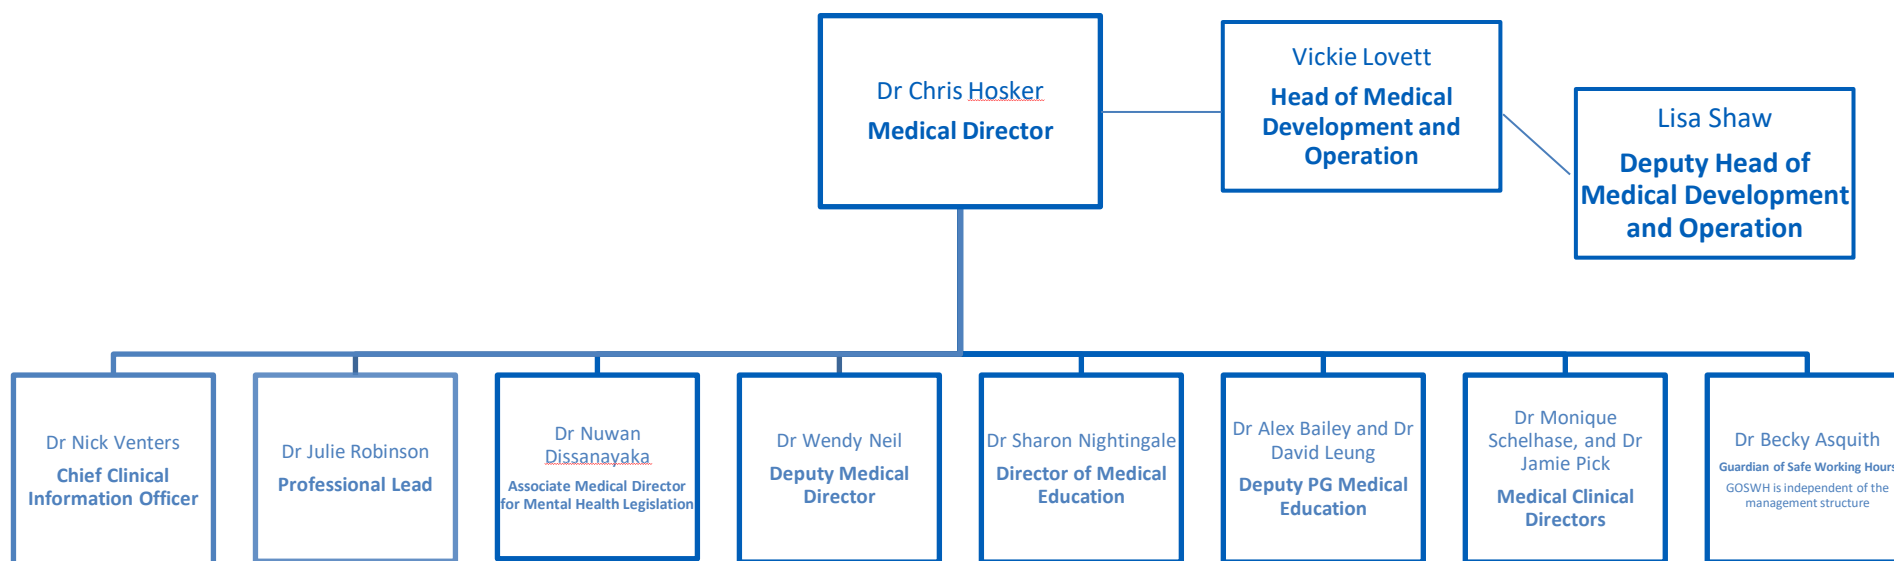 Dr Chris Hosker
Medical Director
Vickie Lovett
Head of Medical
Development and
Operation
Lisa Shaw
Deputy Head of
Medical Development
and Operation
Dr Nick Venters
Chief Clinical
Information Officer
Dr Julie Robinson
Professional Lead
Dr Nuwan
Dissanayaka
Associate Medical Director
for Mental Health Legislation
Dr Wendy Neil
Deputy Medical
Director
Dr Sharon Nightingale
Director of Medical
Education
Dr Alex Bailey and Dr
David Leung
Deputy PG Medical
Education
Dr Monique
Schelhase, and Dr
Jamie Pick
Medical Clinical
Directors
Dr Becky Asquith
Guardian of Safe Working Hours
GOSWH is independent of the
management structure